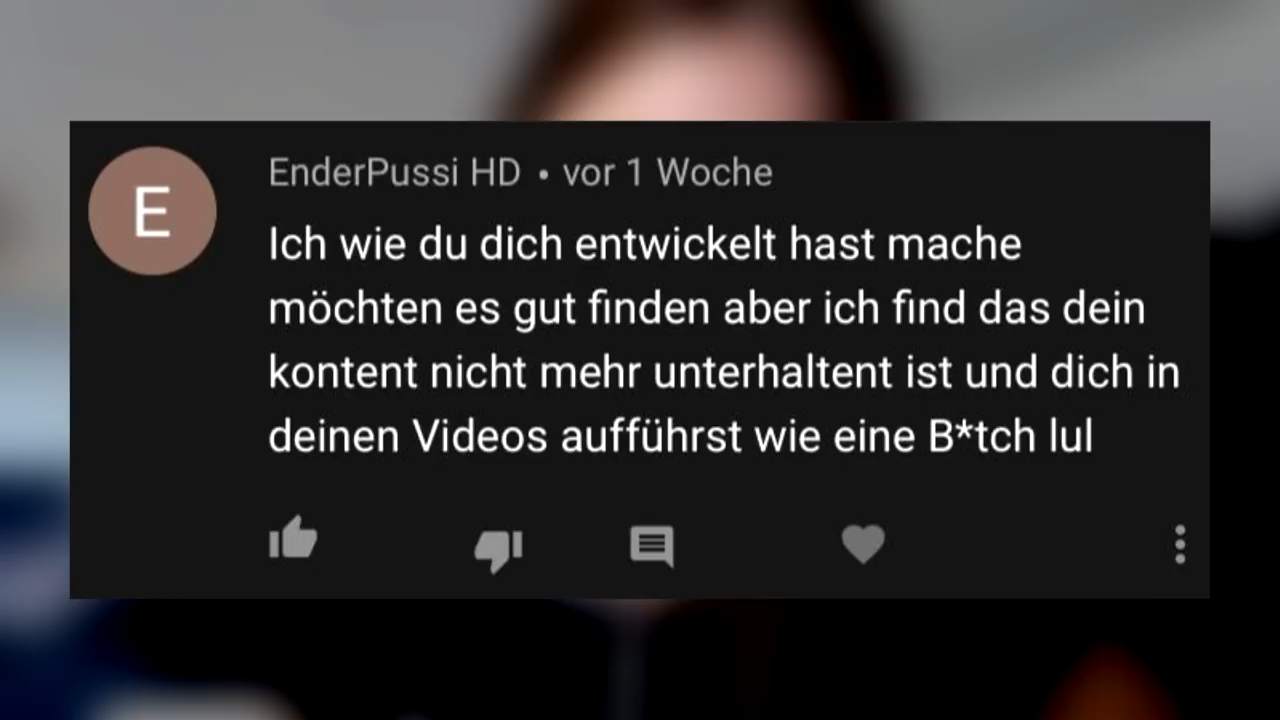 E
EnderPussi HD • vor 1 Woche
Ich wie du dich entwickelt hast mache
möchten es gut finden aber ich find das dein
kontent nicht mehr unterhaltent ist und dich in
deinen Videos aufführst wie eine B*tch lul